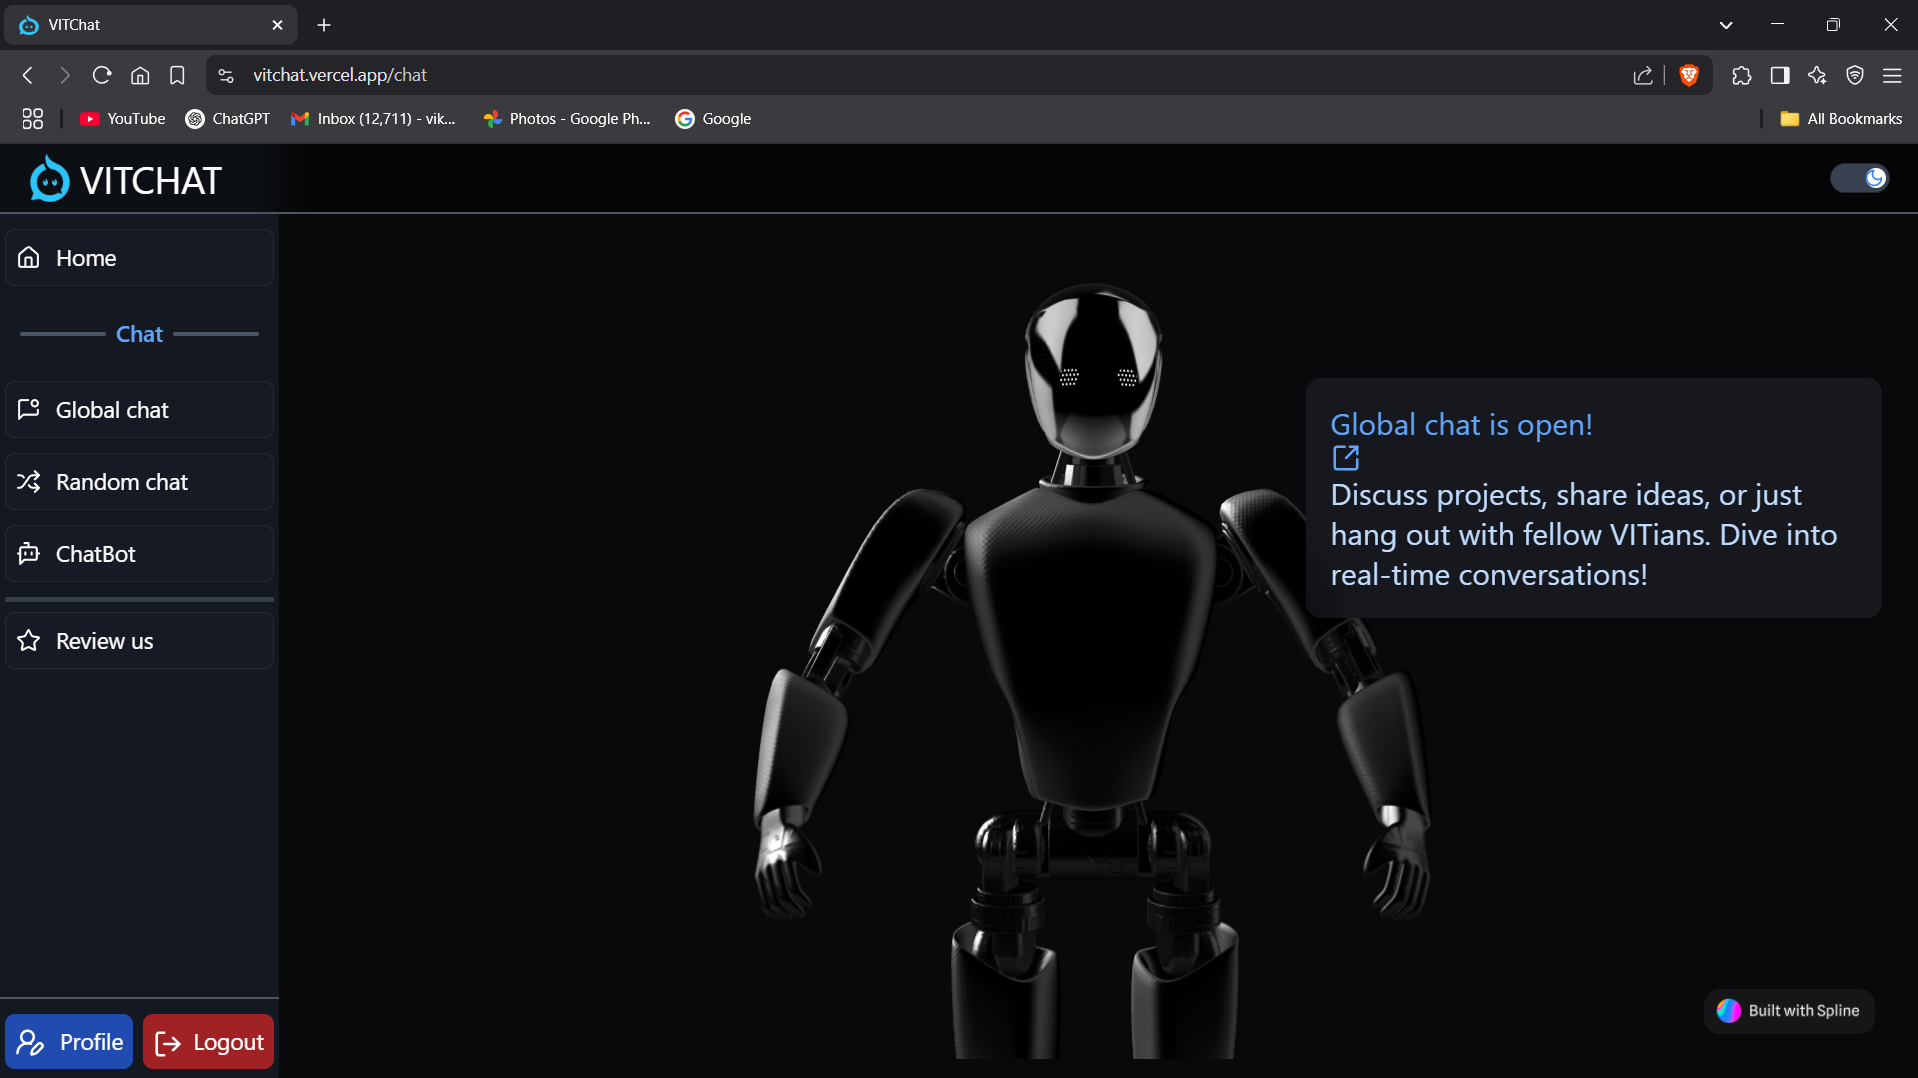 VITChat
vitchat.vercel.app/chat
YouTube
ChatGPT
Inbox (12,711) - vik...
Photos - Google Ph...
Google
All Bookmarks
VITCHAT
Home
Chat
Global chat
Random chat
ChatBot
Review us
Global chat is open!
Discuss projects, share ideas, or just
hang out with fellow VITians. Dive into
real-time conversations!
Built with Spline
Profile
Logout